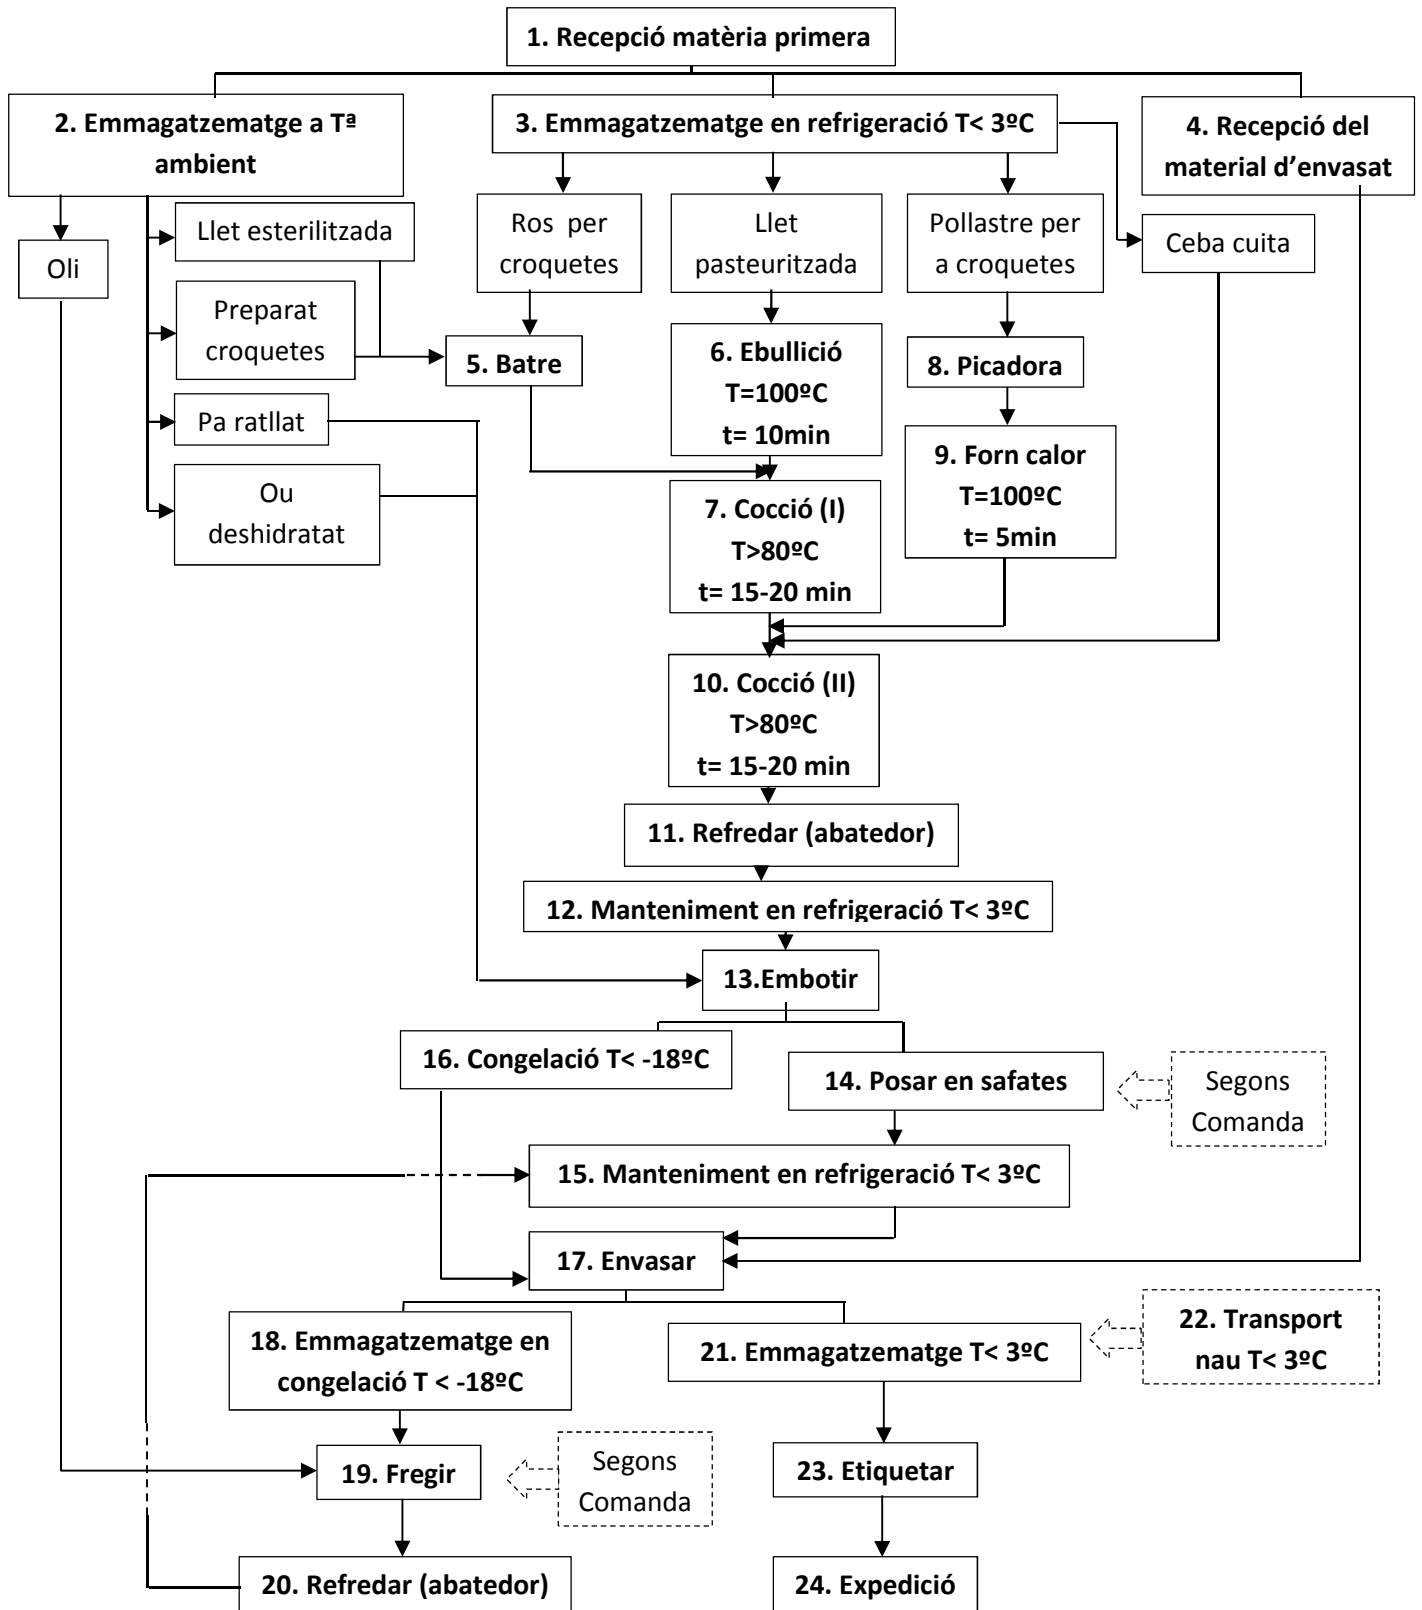 1. Recepció matèria primera
2. Emmagatzematge a Tª
ambient
3. Emmagatzematge en refrigeració T< 3ºC
4. Recepció del
material d’envasat
Oli
Llet esterilitzada
Preparat
croquetes
Pa ratllat
Ou
deshidratat
Ros per
croquetes
Llet
pasteuritzada
Pollastre per
a croquetes
Ceba cuita
5. Batre
6. Ebullició
T=100ºC
t= 10min
8. Picadora
9. Forn calor
T=100ºC
t= 5min
7. Cocció (I)
T>80ºC
t= 15-20 min
10. Cocció (II)
T>80ºC
t= 15-20 min
11. Refredar (abatedor)
12. Manteniment en refrigeració T< 3ºC
13.Embotir
16. Congelació T< -18ºC
14. Posar en safates
Segons
Comanda
15. Manteniment en refrigeració T< 3ºC
17. Envasar
18. Emmagatzematge en
congelació T < -18ºC
21. Emmagatzematge T< 3ºC
22. Transport
nau T< 3ºC
19. Fregir
Segons
Comanda
23. Etiquetar
20. Refredar (abatedor)
24. Expedició